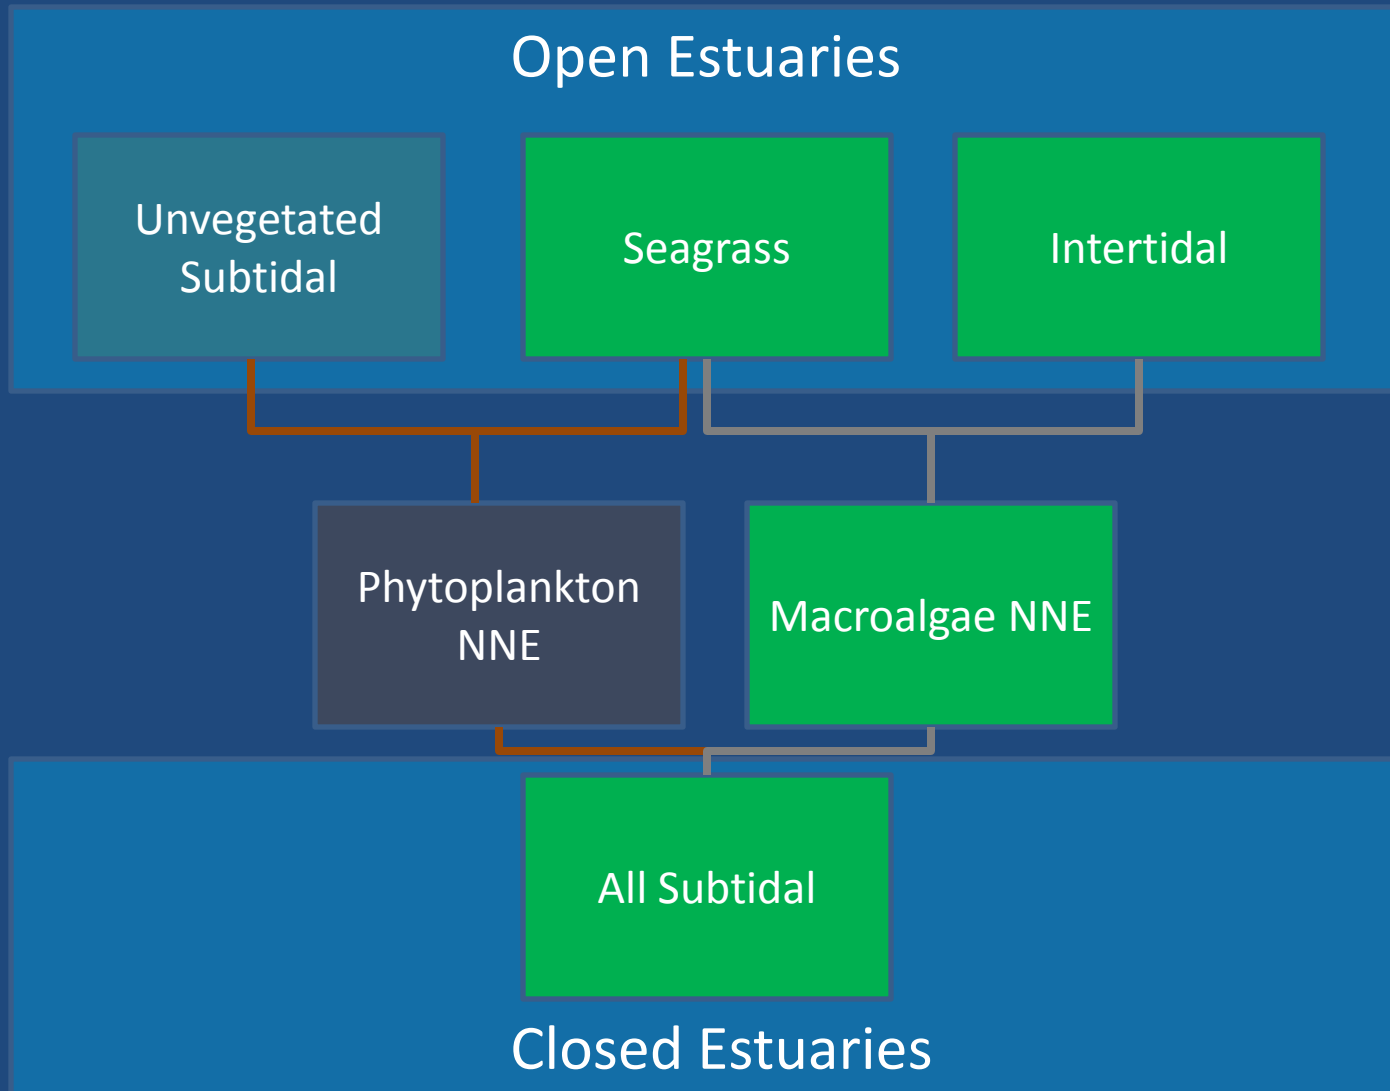 Open Estuaries
Unvegetated
Subtidal
Seagrass
Intertidal
Phytoplankton
NNE
Macroalgae NNE
All Subtidal
Closed Estuaries